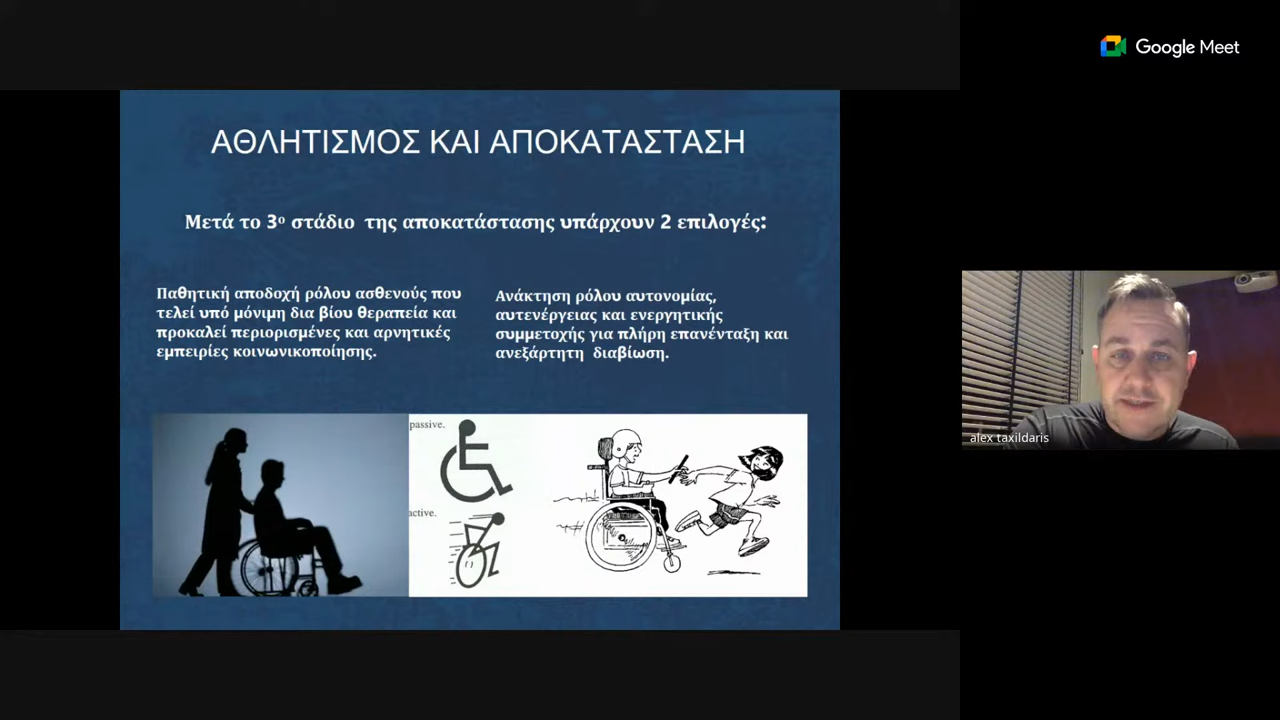 Google Meet
ΑΘΛΗΤΙΣΜΟΣ ΚΑΙ ΑΠΟΚΑΤΑΣΤΑΣΗ
Μετά το 3ο στάδιο της αποκατάστασης υπάρχουν 2 επιλογές:
Παθητική αποδοχή ρόλου ασθενούς που
τελεί υπό μόνιμη δια βίου θεραπεία και
προκαλεί περιορισμένες και αρνητικές
εμπειρίες κοινωνικοποίησης.
Ανάκτηση ρόλου αυτονομίας,
αυτενέργειας και ενεργητικής
συμμετοχής για πλήρη επανένταξη και
ανεξάρτητη διαβίωση.
passive.
active.
alex taxildaris